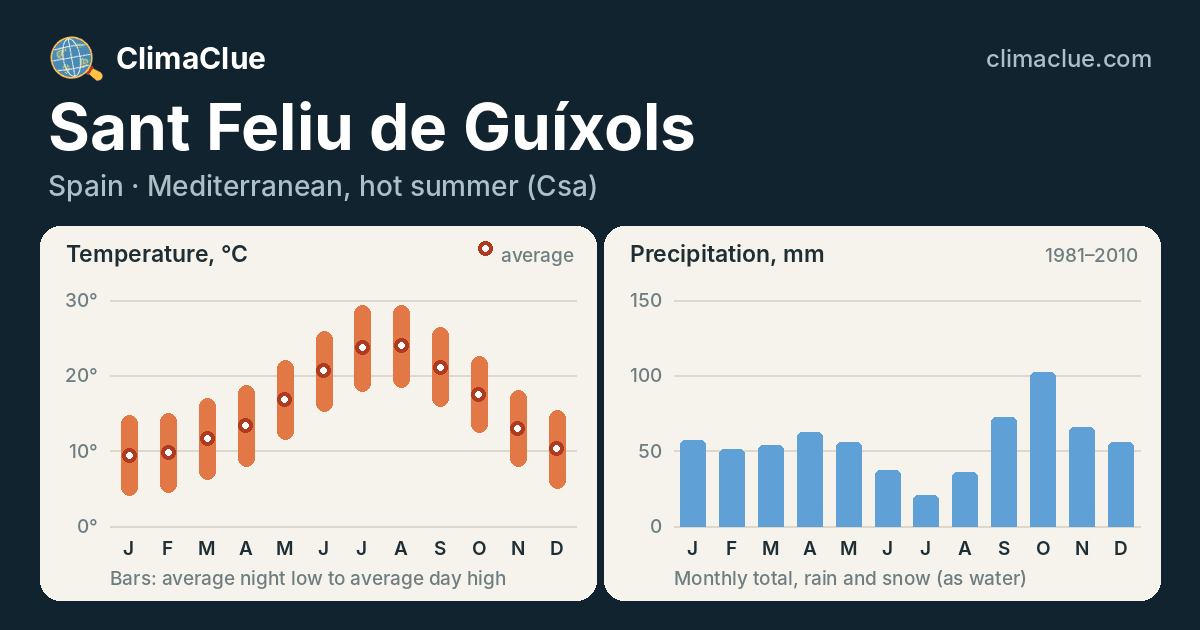 ClimaClue
climaclue.com
Sant Feliu de Guíxols
Spain · Mediterranean, hot summer (Csa)
Temperature, °C
average
30°
20°
10°
0°
J F M A M J J A S O N D
Bars: average night low to average day high
Precipitation, mm
1981–2010
150
100
50
0
J F M A M J J A S O N D
Monthly total, rain and snow (as water)